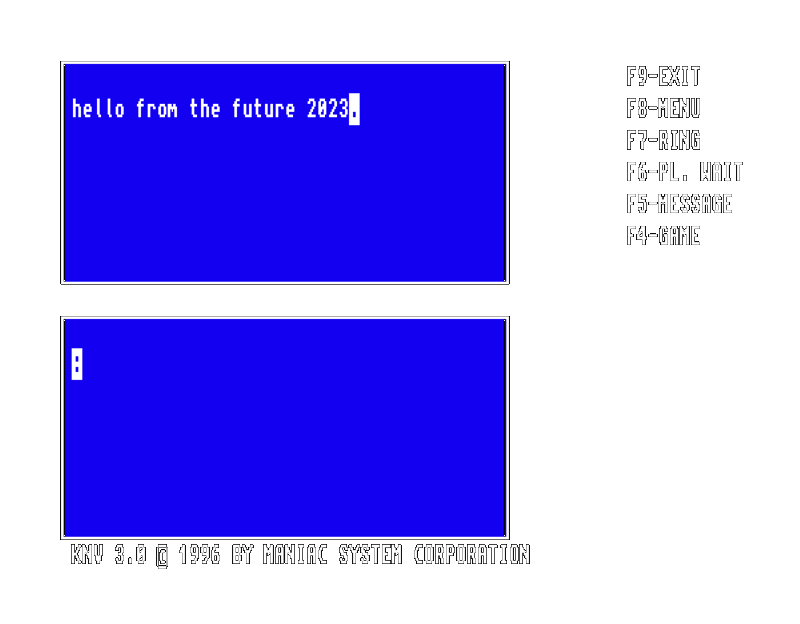 hello from the future 2023.
:
F9-EXIT
F8-MENU
F7-RING
F6-PL. WAIT
F5-MESSAGE
F4-GAME
KNV 3.0 © 1996 BY MANIAC SYSTEM CORPORATION